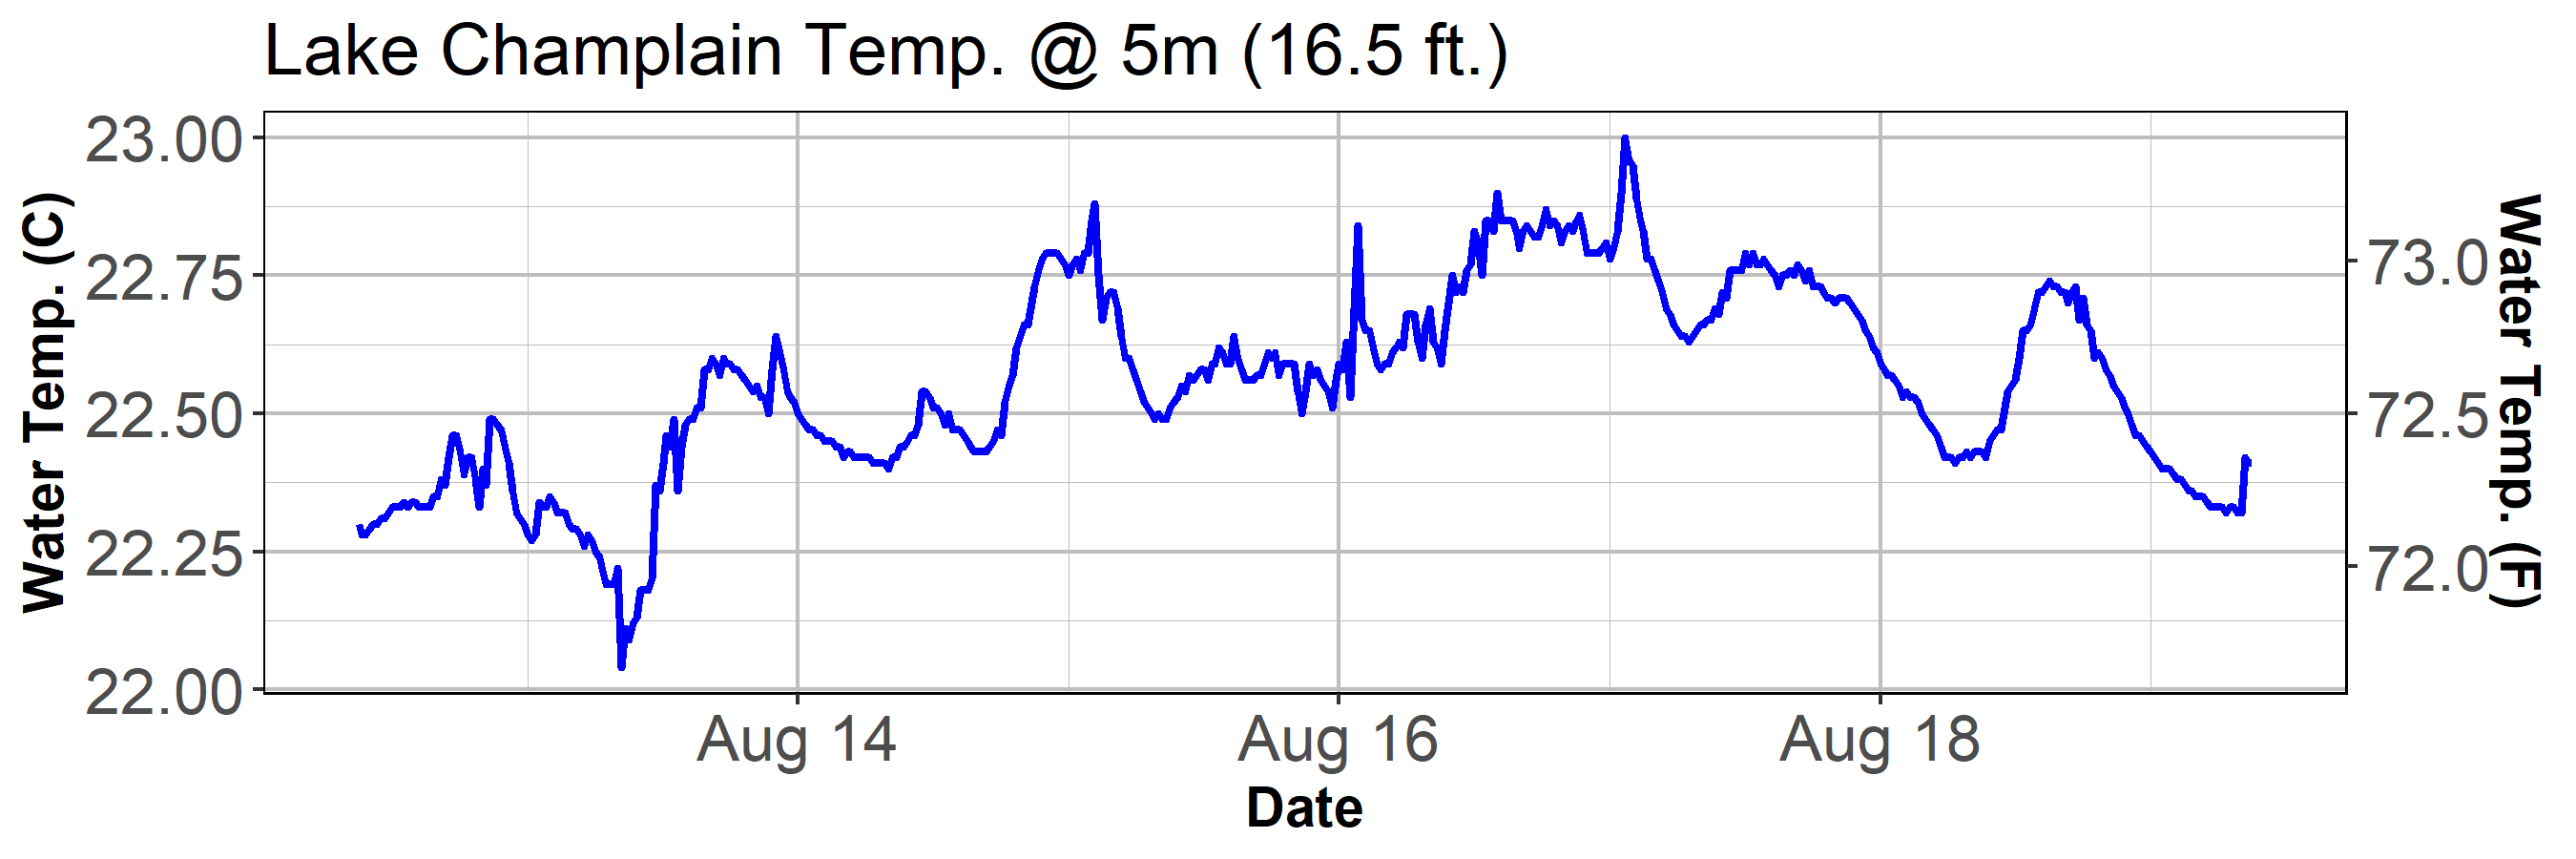 Lake Champlain Temp. @ 5m (16.5 ft.)
Water Temp. (C)
23.00
22.75
22.50
22.25
22.00
73.0
72.5
72.0
Water Temp. (F)
Aug 14
Aug 16
Aug 18
Date